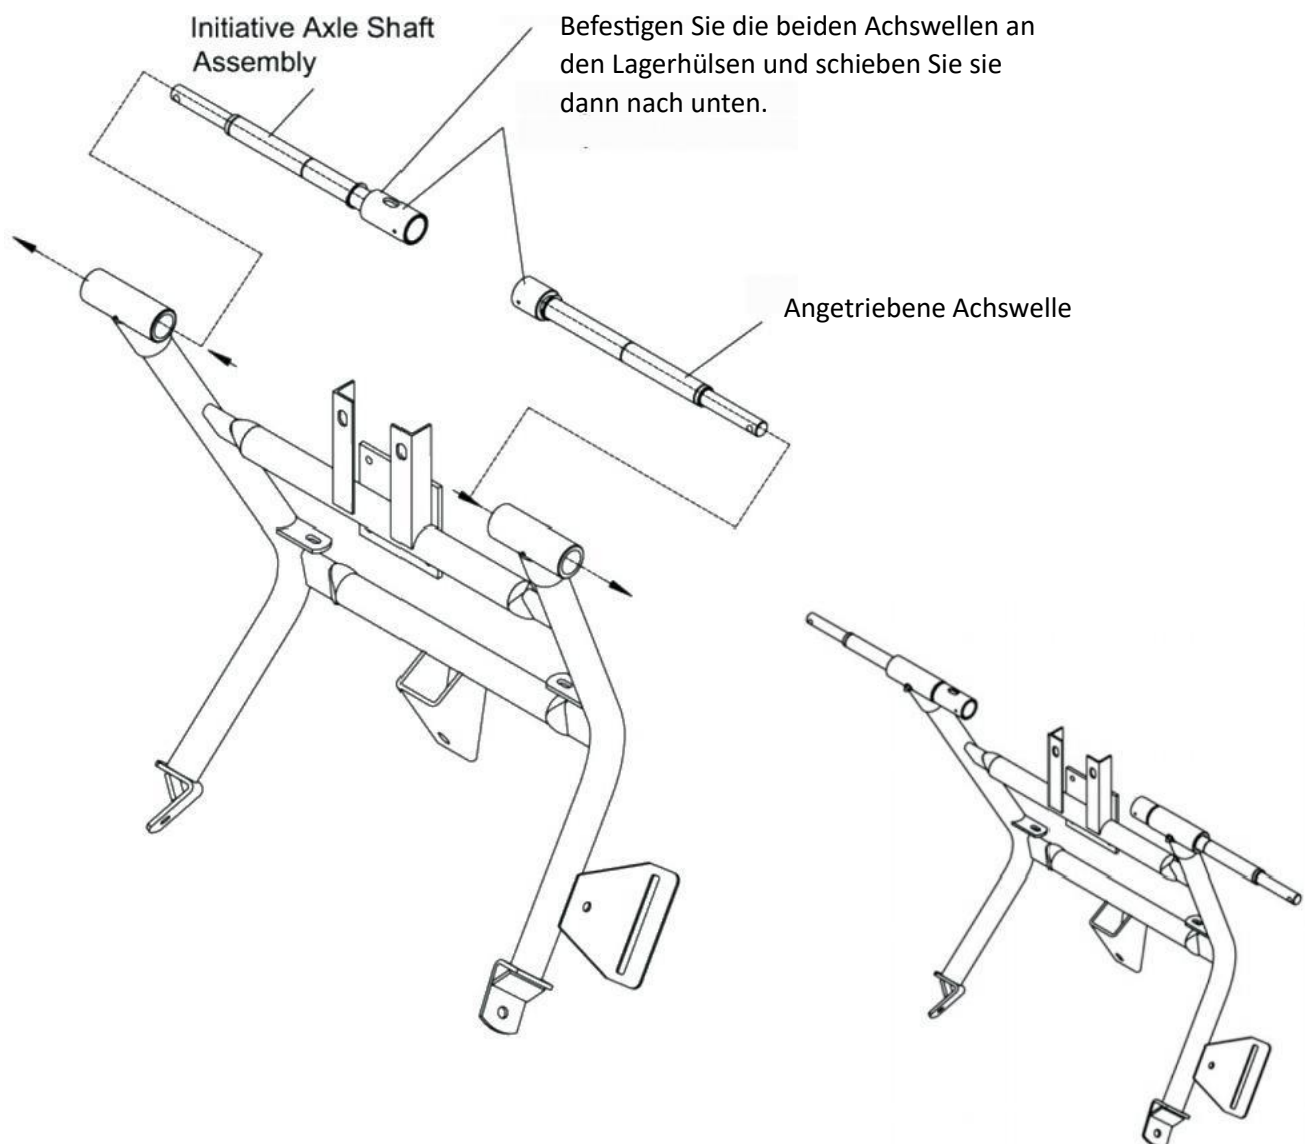 Initiative Axle Shaft
Assembly
Befestigen Sie die beiden Achswellen an
den Lagerhülsen und schieben Sie sie
dann nach unten.
Angetriebene Achswelle